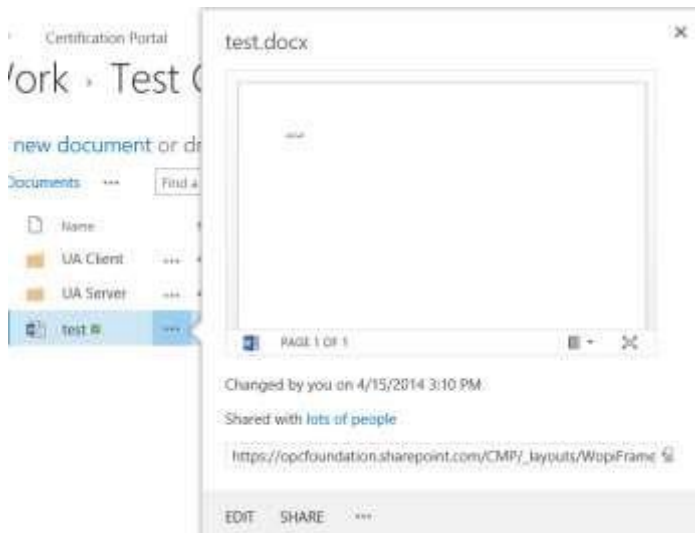 Certification Portal
ork › Test
new document or dr
Documents •••
Find a
Name
UA Client •••
UA Server •••
test •••
test.docx
PAGE 1 OF 1
Changed by you on 4/15/2014 3:10 PM
Shared with lots of people
https://opcfoundation.sharepoint.com/CMP/_layouts/WopiFrame
EDIT SHARE •••